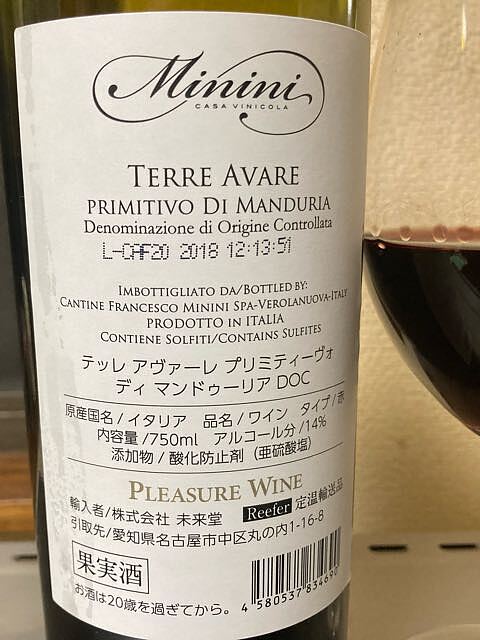 Minini
CASA VINICOLA
TERRE AVARE
PRIMITIVO DI MANDURIA
Denominazione di Origine Controllata
2018 12:13:51
IMBOTTIGLIATO DA/BOTTLED BY:
CANTINE FRANCESCO MININI SPA-VEROLANUOVA-ITALY
PRODOTTO IN ITALIA
CONTIENE SOLFITI/CONTAINS SULFITES
テッレ アヴァーレ プリミティーヴォ
ディ マンドゥーリア DOC
原産国名/イタリア 品名/ワイン タイプ/赤
内容量/750ml アルコール分/14%
添加物/酸化防止剤(亜硫酸塩)
PLEASURE WINE
輸入者/株式会社 未来堂 Reefer 定温輸送品
引取先/愛知県名古屋市中区丸の内1-16-8
果実酒
お酒は20歳を過ぎてから。
4 580537 834690